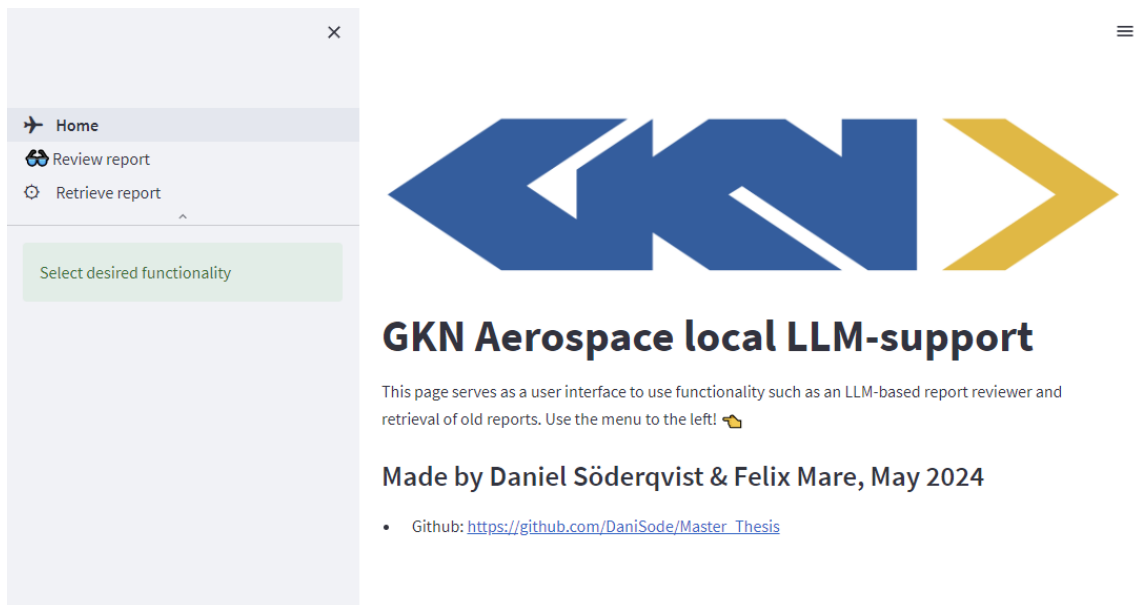 Home
Review report
Retrieve report
Select desired functionality
GKN
GKN Aerospace local LLM-support
This page serves as a user interface to use functionality such as an LLM-based report reviewer and
retrieval of old reports. Use the menu to the left! 👈
Made by Daniel Söderqvist & Felix Mare, May 2024
• Github: https://github.com/DaniSode/Master_Thesis